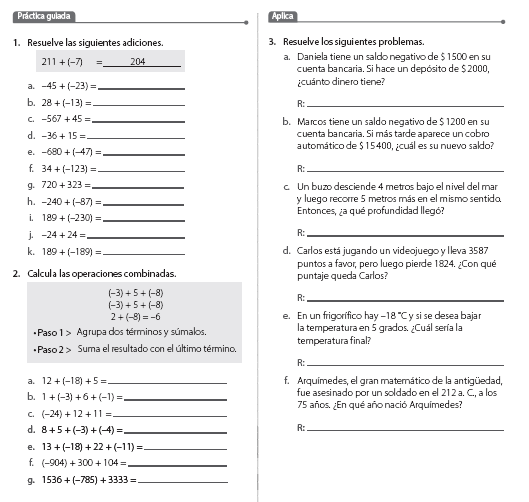 Práctica guiada
1. Resuelve las siguientes adiciones.
211 + (–7) = 204
a. –45 + (–23) =
b. 28 + (–13) =
c. –567 + 45 =
d. –36 + 15 =
e. –680 + (–47) =
f. 34 + (–123) =
g. 720 + 323 =
h. –240 + (–87) =
i. 189 + (–230) =
j. –24 + 24 =
k. 189 + (–189) =
2. Calcula las operaciones combinadas.
(–3) + 5 + (–8)
(–3) + 5 + (–8)
2 + (–8) = –6
• Paso 1 > Agrupa dos términos y súmalos.
• Paso 2 > Suma el resultado con el último término.
a. 12 + (–18) + 5 =
b. 1 + (–3) + 6 + (–1) =
c. (–24) + 12 + 11 =
d. 8 + 5 + (–3) + (–4) =
e. 13 + (–18) + 22 + (–11) =
f. (–904) + 300 + 104 =
g. 1536 + (–785) + 3333 =
Aplica
3. Resuelve los siguientes problemas.
a. Daniela tiene un saldo negativo de $ 1500 en su
cuenta bancaria. Si hace un depósito de $ 2000,
¿cuánto dinero tiene?
R:
b. Marcos tiene un saldo negativo de $ 1200 en su
cuenta bancaria. Si más tarde aparece un cobro
automático de $ 15400, ¿cuál es su nuevo saldo?
R:
c. Un buzo desciende 4 metros bajo el nivel del mar
y luego recorre 5 metros más en el mismo sentido.
Entonces, ¿a qué profundidad llegó?
R:
d. Carlos está jugando un videojuego y lleva 3587
puntos a favor, pero luego pierde 1824. ¿Con qué
puntaje queda Carlos?
R:
e. En un frigorífico hay –18 °C y si se desea bajar
la temperatura en 5 grados. ¿Cuál sería la
temperatura final?
R:
f. Arquímedes, el gran matemático de la antigüedad,
fue asesinado por un soldado en el 212 a. C., a los
75 años. ¿En qué año nació Arquímedes?
R: